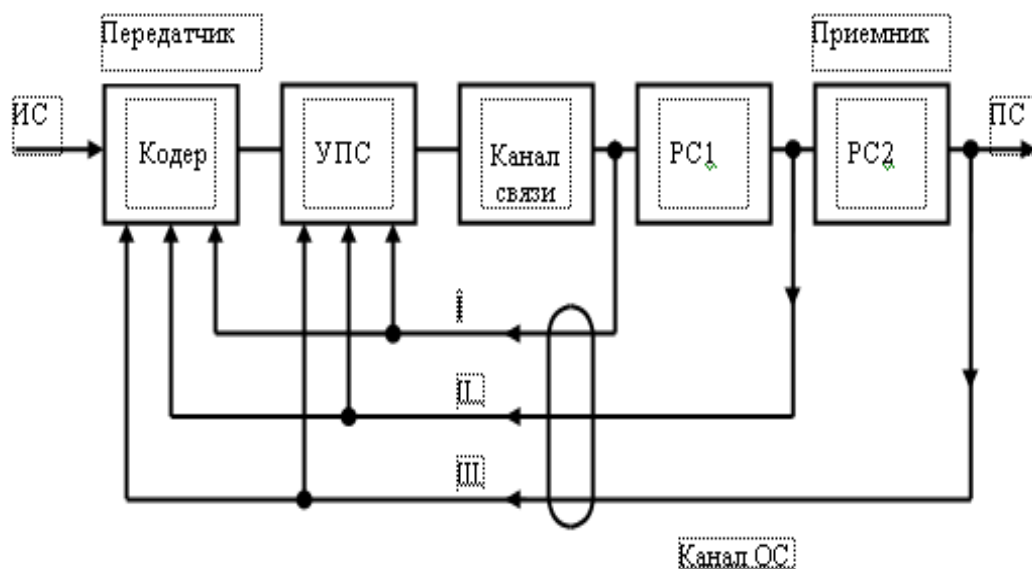 Передатчик
Приемник
ИС
Кодер
УПС
Канал
связи
РС1
РС2
ПС
I
II
III
Канал ОС